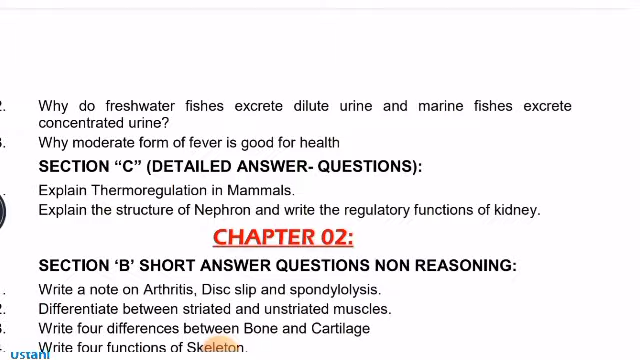 2. Why do freshwater fishes excrete dilute urine and marine fishes excrete
concentrated urine?
3. Why moderate form of fever is good for health
SECTION “C” (DETAILED ANSWER- QUESTIONS):
. Explain Thermoregulation in Mammals.
Explain the structure of Nephron and write the regulatory functions of kidney.
CHAPTER 02:
SECTION ‘B’ SHORT ANSWER QUESTIONS NON REASONING:
. Write a note on Arthritis, Disc slip and spondylolysis.
2. Differentiate between striated and unstriated muscles.
3. Write four differences between Bone and Cartilage
Write four functions of Skeleton.